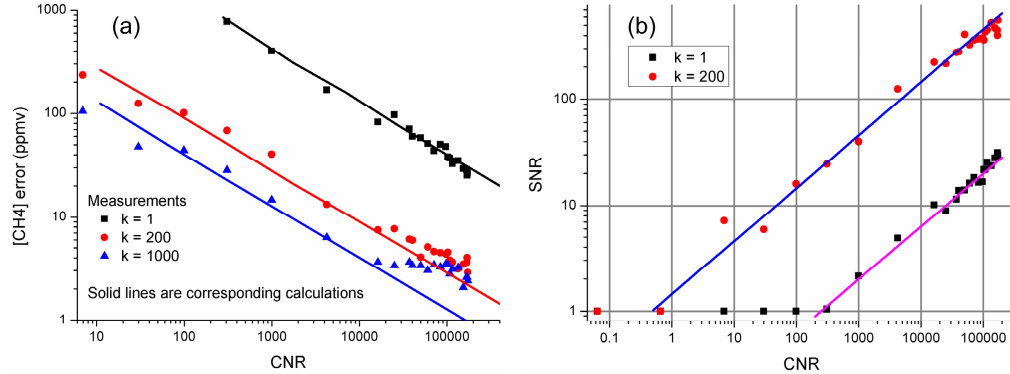 (a)
[CH4] error (ppmv)
1000
100
10
1
Measurements
k = 1
k = 200
k = 1000
Solid lines are corresponding calculations
10 100 1000 10000 100000
CNR
(b)
k = 1
k = 200
SNR
100
10
1
0.1 1 10 100 1000 10000 100000
CNR